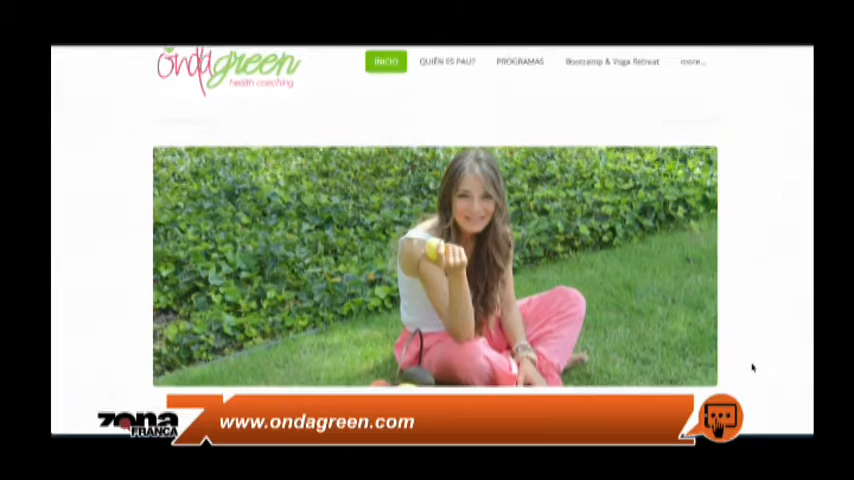 ondagreen
health coaching
INICIO QUIÉN ES PAU? PROGRAMAS Bootcamp & Yoga Retreat more...
zona
FRANCA
www.ondagreen.com